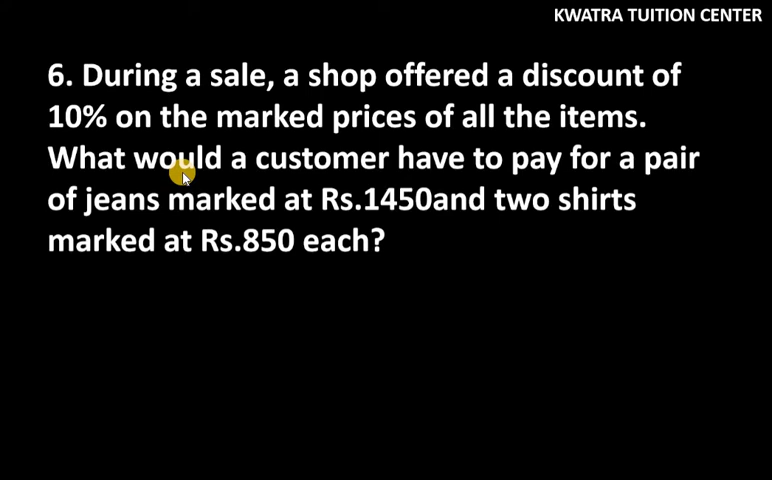 KWATRA TUITION CENTER
6. During a sale, a shop offered a discount of
10% on the marked prices of all the items.
What would a customer have to pay for a pair
of jeans marked at Rs.1450and two shirts
marked at Rs.850 each?